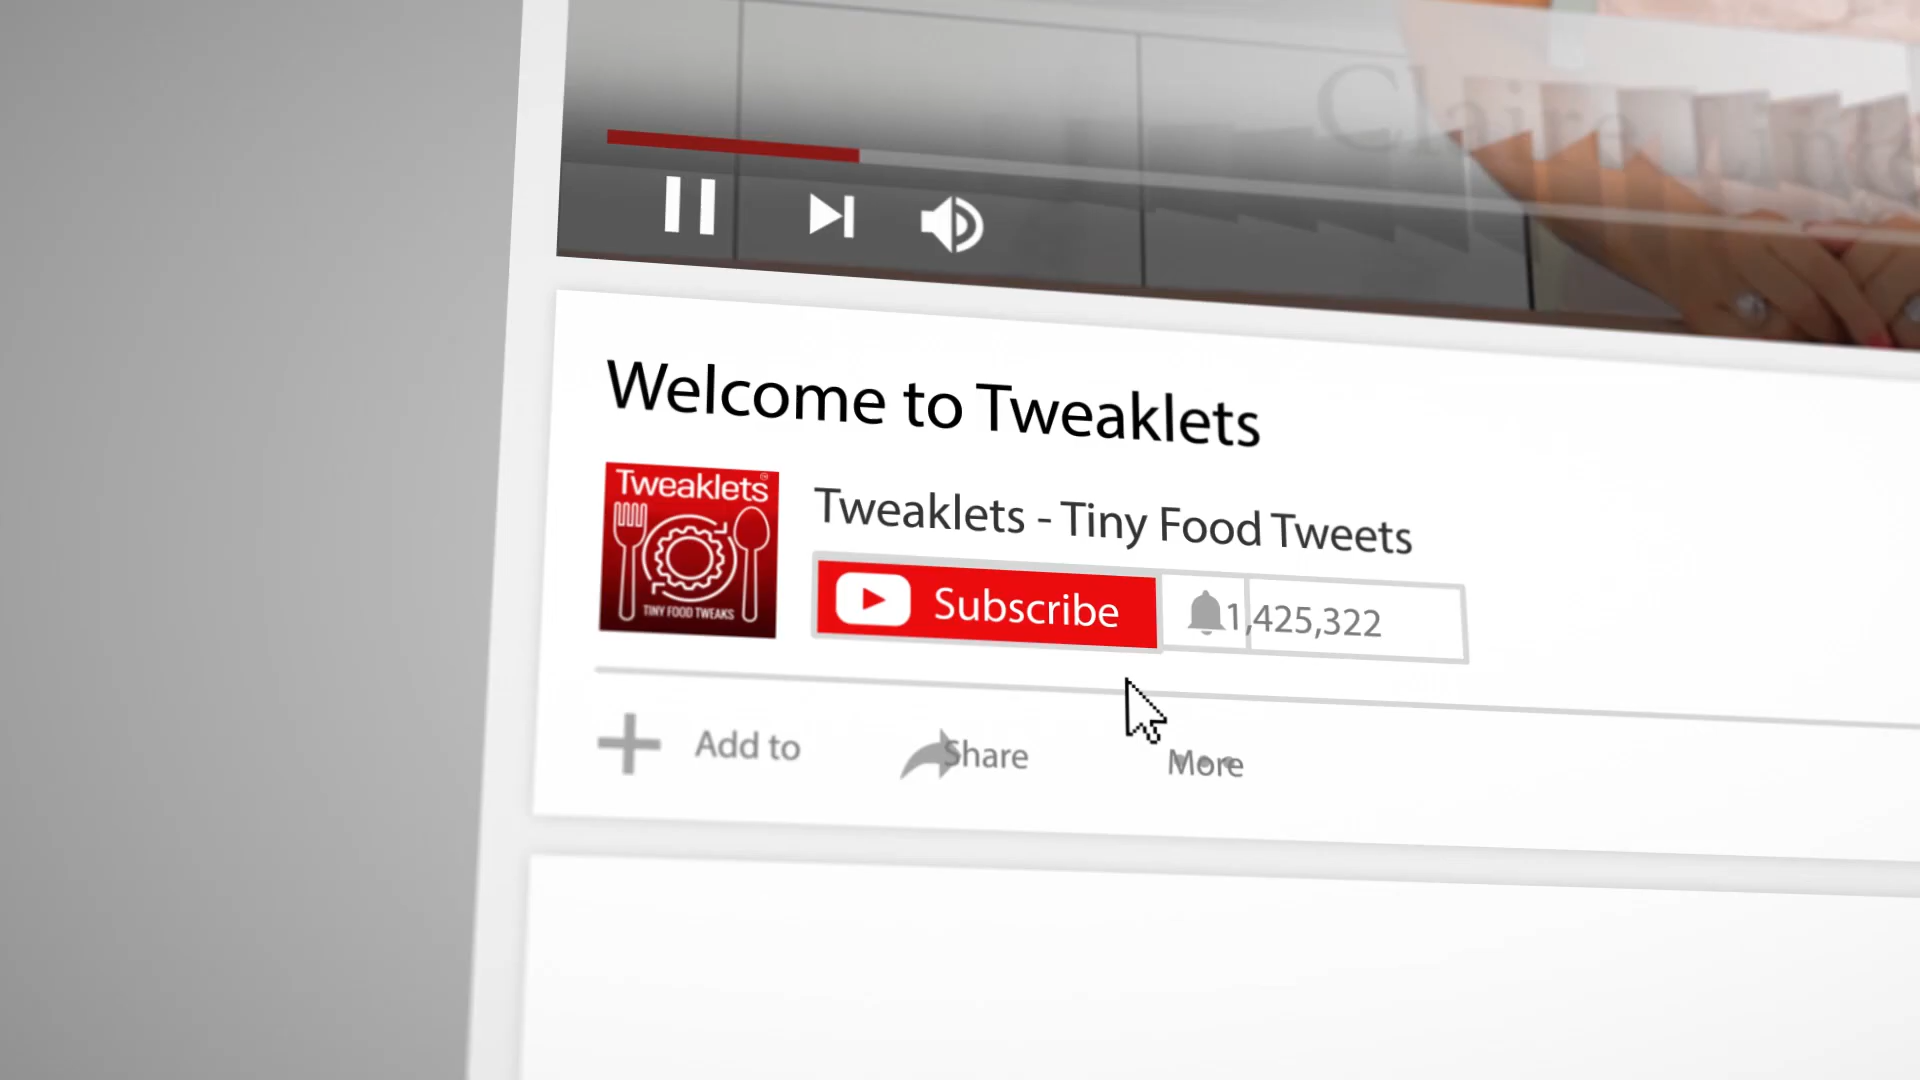 Welcome to Tweaklets
Tweaklets
TINY FOOD TWEAKS
Tweaklets - Tiny Food Tweets
Subscribe
1,425,322
Add to
Share
More